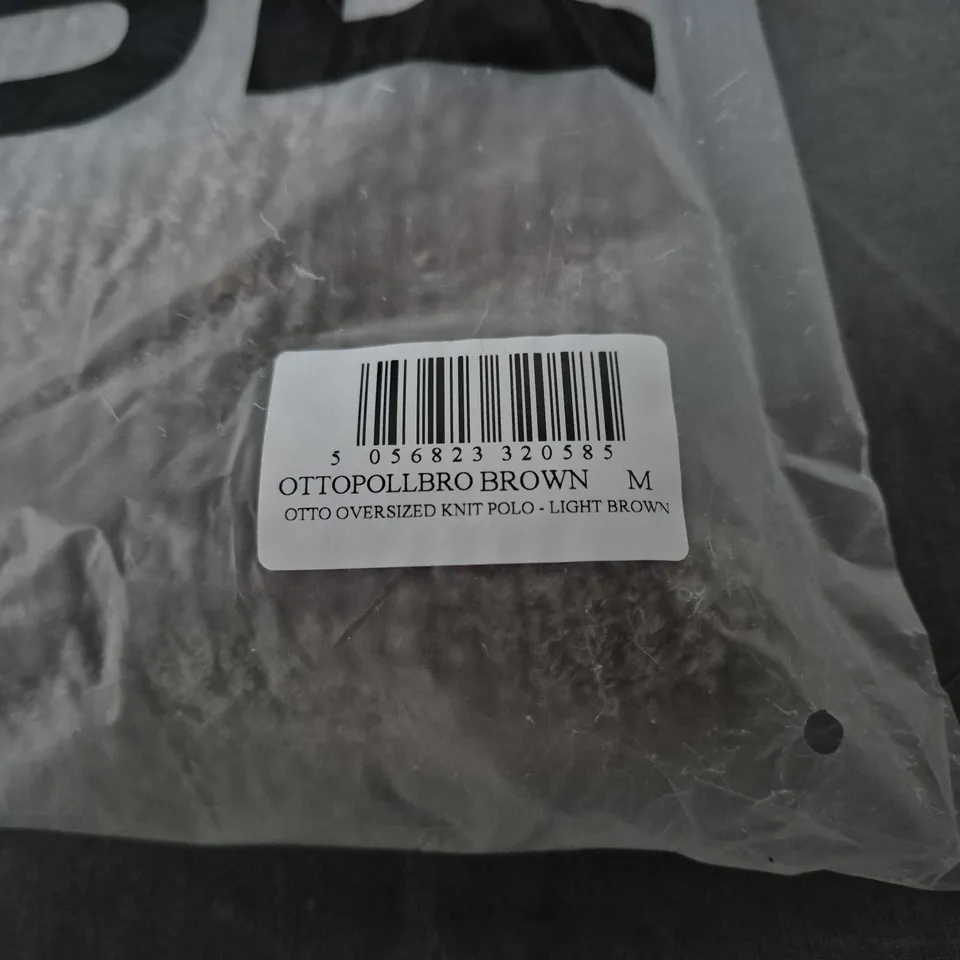 5 056823 320585
OTTOPOLLBRO BROWN M
OTTO OVERSIZED KNIT POLO - LIGHT BROWN